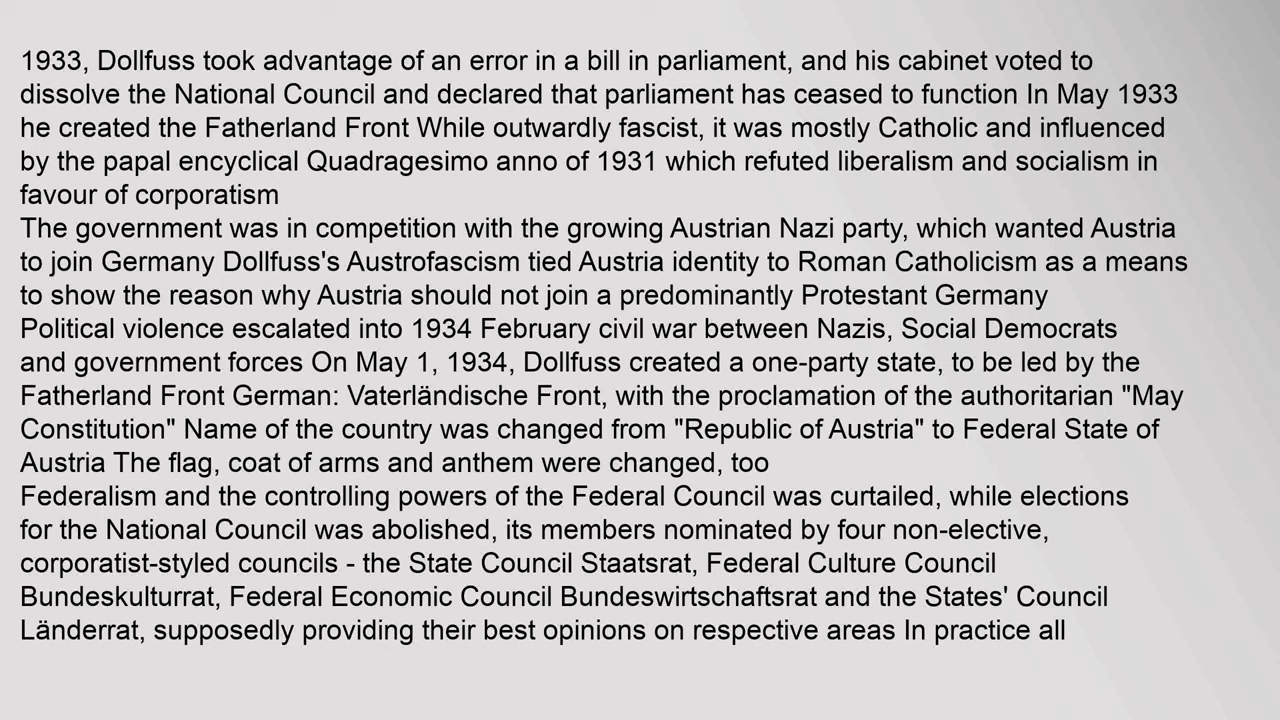 1933, Dollfuss took advantage of an error in a bill in parliament, and his cabinet voted to
dissolve the National Council and declared that parliament has ceased to function In May 1933
he created the Fatherland Front While outwardly fascist, it was mostly Catholic and influenced
by the papal encyclical Quadragesimo anno of 1931 which refuted liberalism and socialism in
favour of corporatism
The government was in competition with the growing Austrian Nazi party, which wanted Austria
to join Germany Dollfuss's Austrofascism tied Austria identity to Roman Catholicism as a means
to show the reason why Austria should not join a predominantly Protestant Germany
Political violence escalated into 1934 February civil war between Nazis, Social Democrats
and government forces On May 1, 1934, Dollfuss created a one-party state, to be led by the
Fatherland Front German: Vaterländische Front, with the proclamation of the authoritarian "May
Constitution" Name of the country was changed from "Republic of Austria" to Federal State of
Austria The flag, coat of arms and anthem were changed, too
Federalism and the controlling powers of the Federal Council was curtailed, while elections
for the National Council was abolished, its members nominated by four non-elective,
corporatist-styled councils - the State Council Staatsrat, Federal Culture Council
Bundeskulturrat, Federal Economic Council Bundeswirtschaftsrat and the States' Council
Länderrat, supposedly providing their best opinions on respective areas In practice all